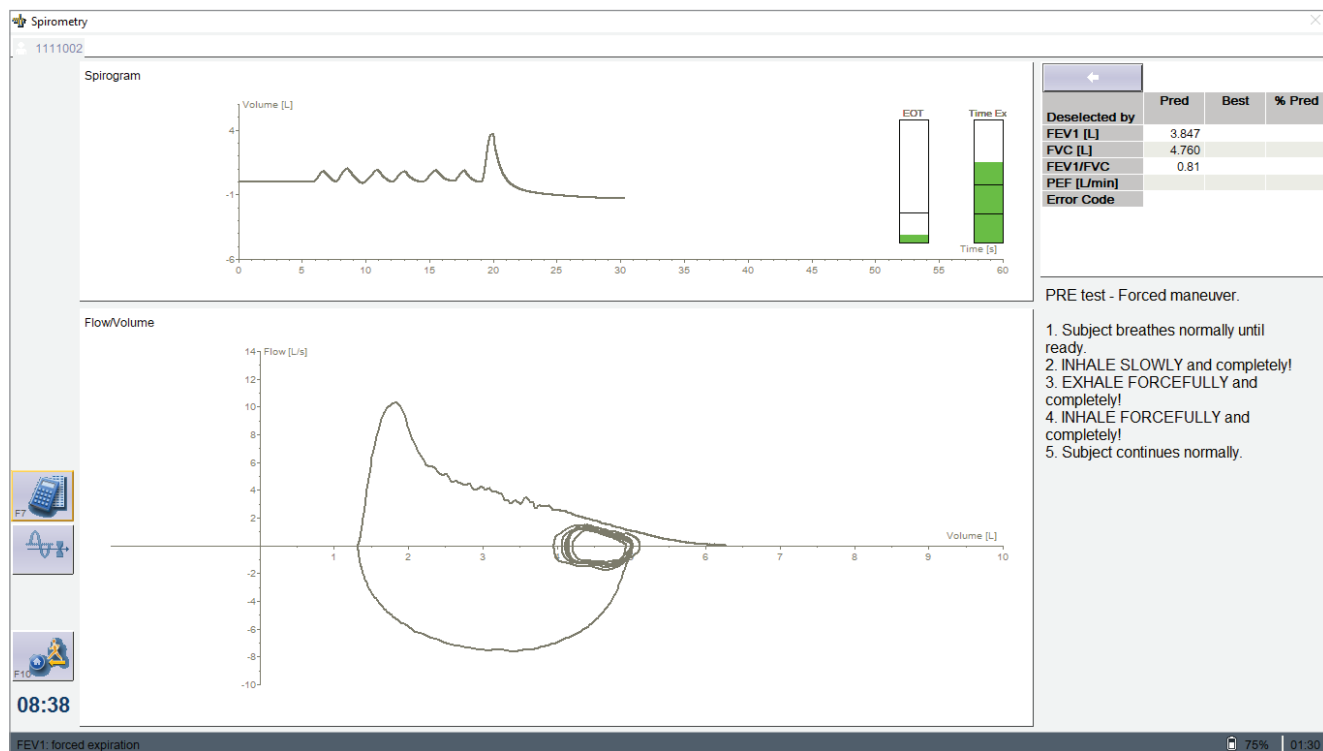 Spirometry
1111002
Spirogram
Volume [L]
4
-1
-6
0 5 10 15 20 25 30 35 40 45 50 55 60
Time [s]
EOT
Time Ex
Flow/Volume
14 Flow [L/s]
12
10
8
6
4
2
-2
-4
-6
-8
-10
1 2 3 4 5 6 7 8 9 10
Volume [L]
Pred Best % Pred
Deselected by
FEV1 [L] 3.847
FVC [L] 4.760
FEV1/FVC 0.81
PEF [L/min]
Error Code
PRE test - Forced maneuver.
1. Subject breathes normally until
ready.
2. INHALE SLOWLY and completely!
3. EXHALE FORCEFULLY and
completely!
4. INHALE FORCEFULLY and
completely!
5. Subject continues normally.
F7
F10
08:38
FEV1: forced expiration
75%
01:30